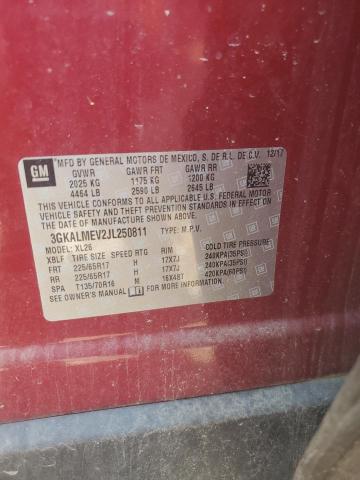 GM
MFD BY GENERAL MOTORS DE MEXICO, S. DE R.L. DE C.V. 12/17
GVWR GAWR FRT GAWR RR
2025 KG 1175 KG 1200 KG
4464 LB 2590 LB 2645 LB
THIS VEHICLE CONFORMS TO ALL APPLICABLE U.S. FEDERAL MOTOR
VEHICLE SAFETY, BUMPER, AND THEFT PREVENTION STANDARDS IN EFFECT
ON THE DATE OF MANUFACTURE SHOWN ABOVE.
3GKALMEV2JL250811 TYPE: M.P.V.
MODEL: XL26
XBLF TIRE SIZE SPEED RTG RIM COLD TIRE PRESSURE
FRT 225/65R17 H 17X7J 240KPA(35PSI)
RR 225/65R17 H 17X7J 240KPA(35PSI)
SPA T135/70R16 M 16X4BT 420KPA(60PSI)
SEE OWNER'S MANUAL FOR MORE INFORMATION.